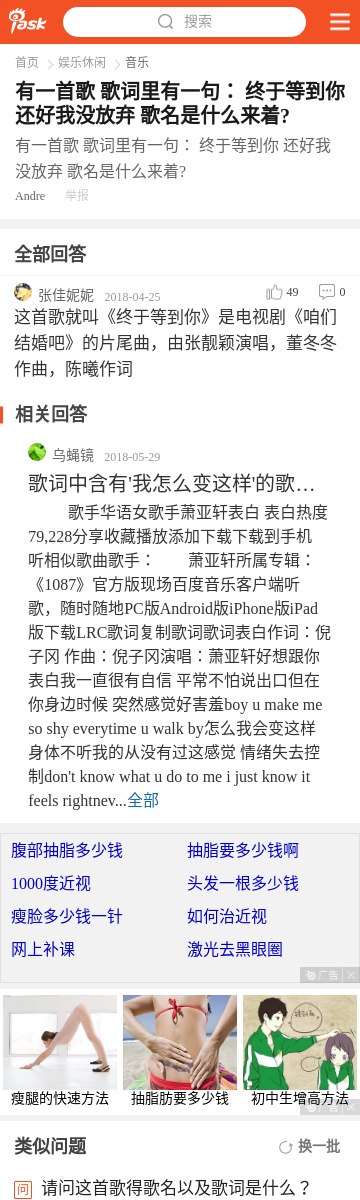 iask 搜索
首页 娱乐休闲 音乐
有一首歌 歌词里有一句： 终于等到你
还好我没放弃 歌名是什么来着?
有一首歌 歌词里有一句： 终于等到你 还好我
没放弃 歌名是什么来着?
Andre 举报
全部回答
张佳妮妮 2018-04-25 49 0
这首歌就叫《终于等到你》是电视剧《咱们
结婚吧》的片尾曲，由张靓颖演唱，董冬冬
作曲，陈曦作词
相关回答
乌蝇镜 2018-05-29
歌词中含有'我怎么变这样'的歌…
歌手华语女歌手萧亚轩表白 表白热度
79,228分享收藏播放添加下载下载到手机
听相似歌曲歌手： 萧亚轩所属专辑：
《1087》官方版现场百度音乐客户端听
歌，随时随地PC版Android版iPhone版iPad
版下载LRC歌词复制歌词歌词表白作词：倪
子冈 作曲：倪子冈演唱：萧亚轩好想跟你
表白我一直很有自信 平常不怕说出口但在
你身边时候 突然感觉好害羞boy u make me
so shy everytime u walk by怎么我会变这样
身体不听我的从没有过这感觉 情绪失去控
制don't know what u do to me i just know it
feels rightnev...全部
腹部抽脂多少钱 抽脂要多少钱啊
1000度近视 头发一根多少钱
瘦脸多少钱一针 如何治近视
网上补课 激光去黑眼圈
广告
瘦腿的快速方法 抽脂肪要多少钱 初中生增高方法
广告
类似问题 换一批
问 请问这首歌得歌名以及歌词是什么？